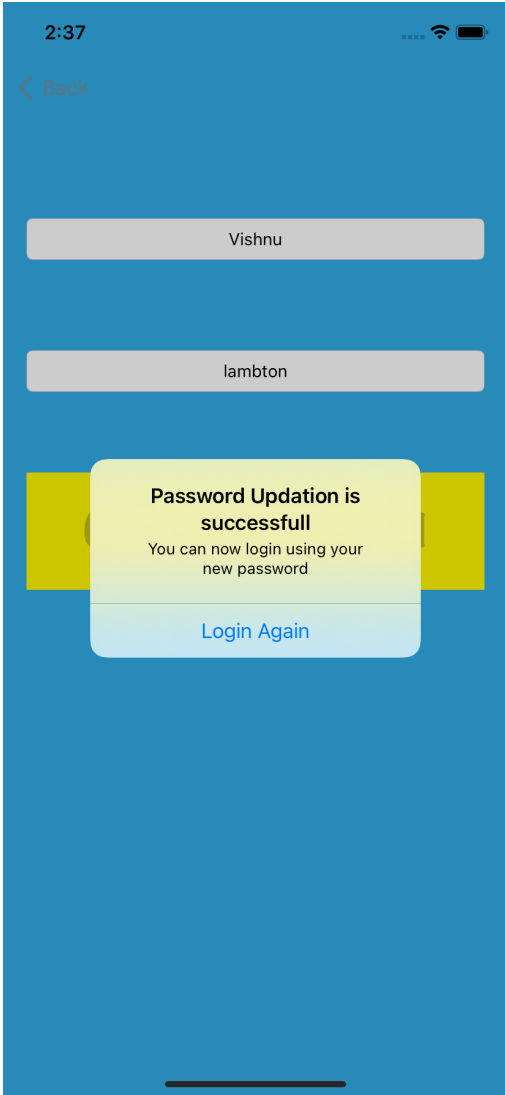 2:37
Back
Vishnu
lambton
Password Updation is
successfull
You can now login using your
new password
Login Again